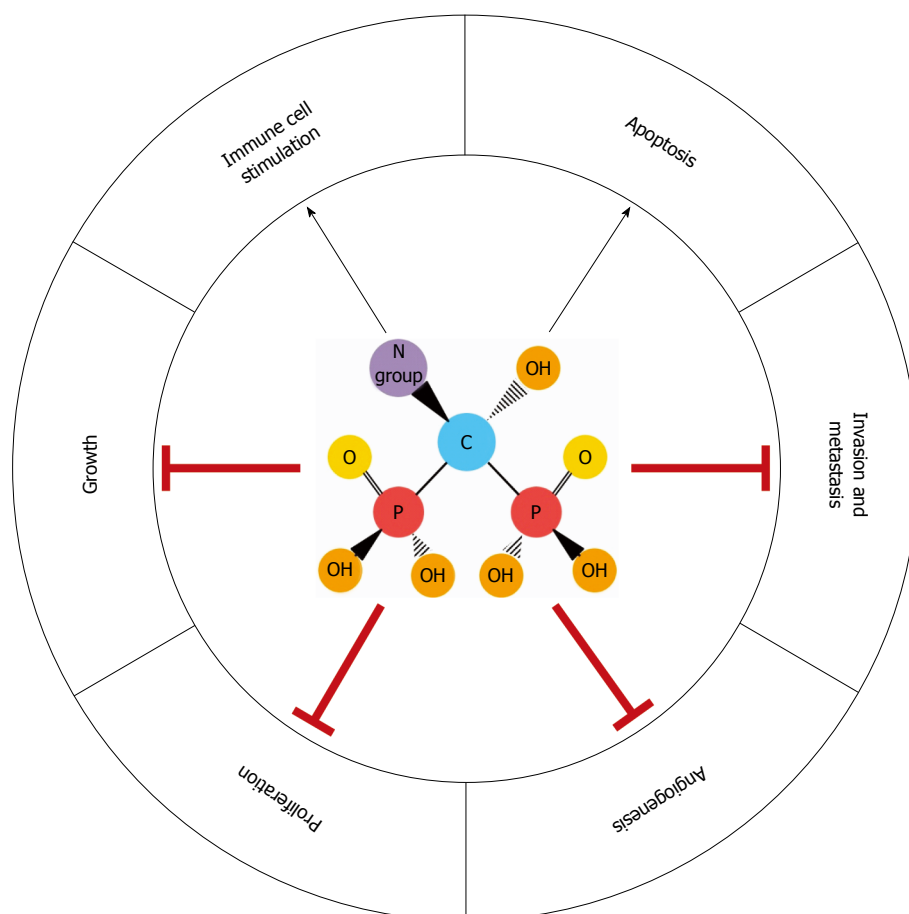 Immune cell
stimulation
Apoptosis
N
group
OH
C
Growth
O
O
Invasion and
metastasis
P
P
OH
OH
OH
OH
Proliferation
Angiogenesis